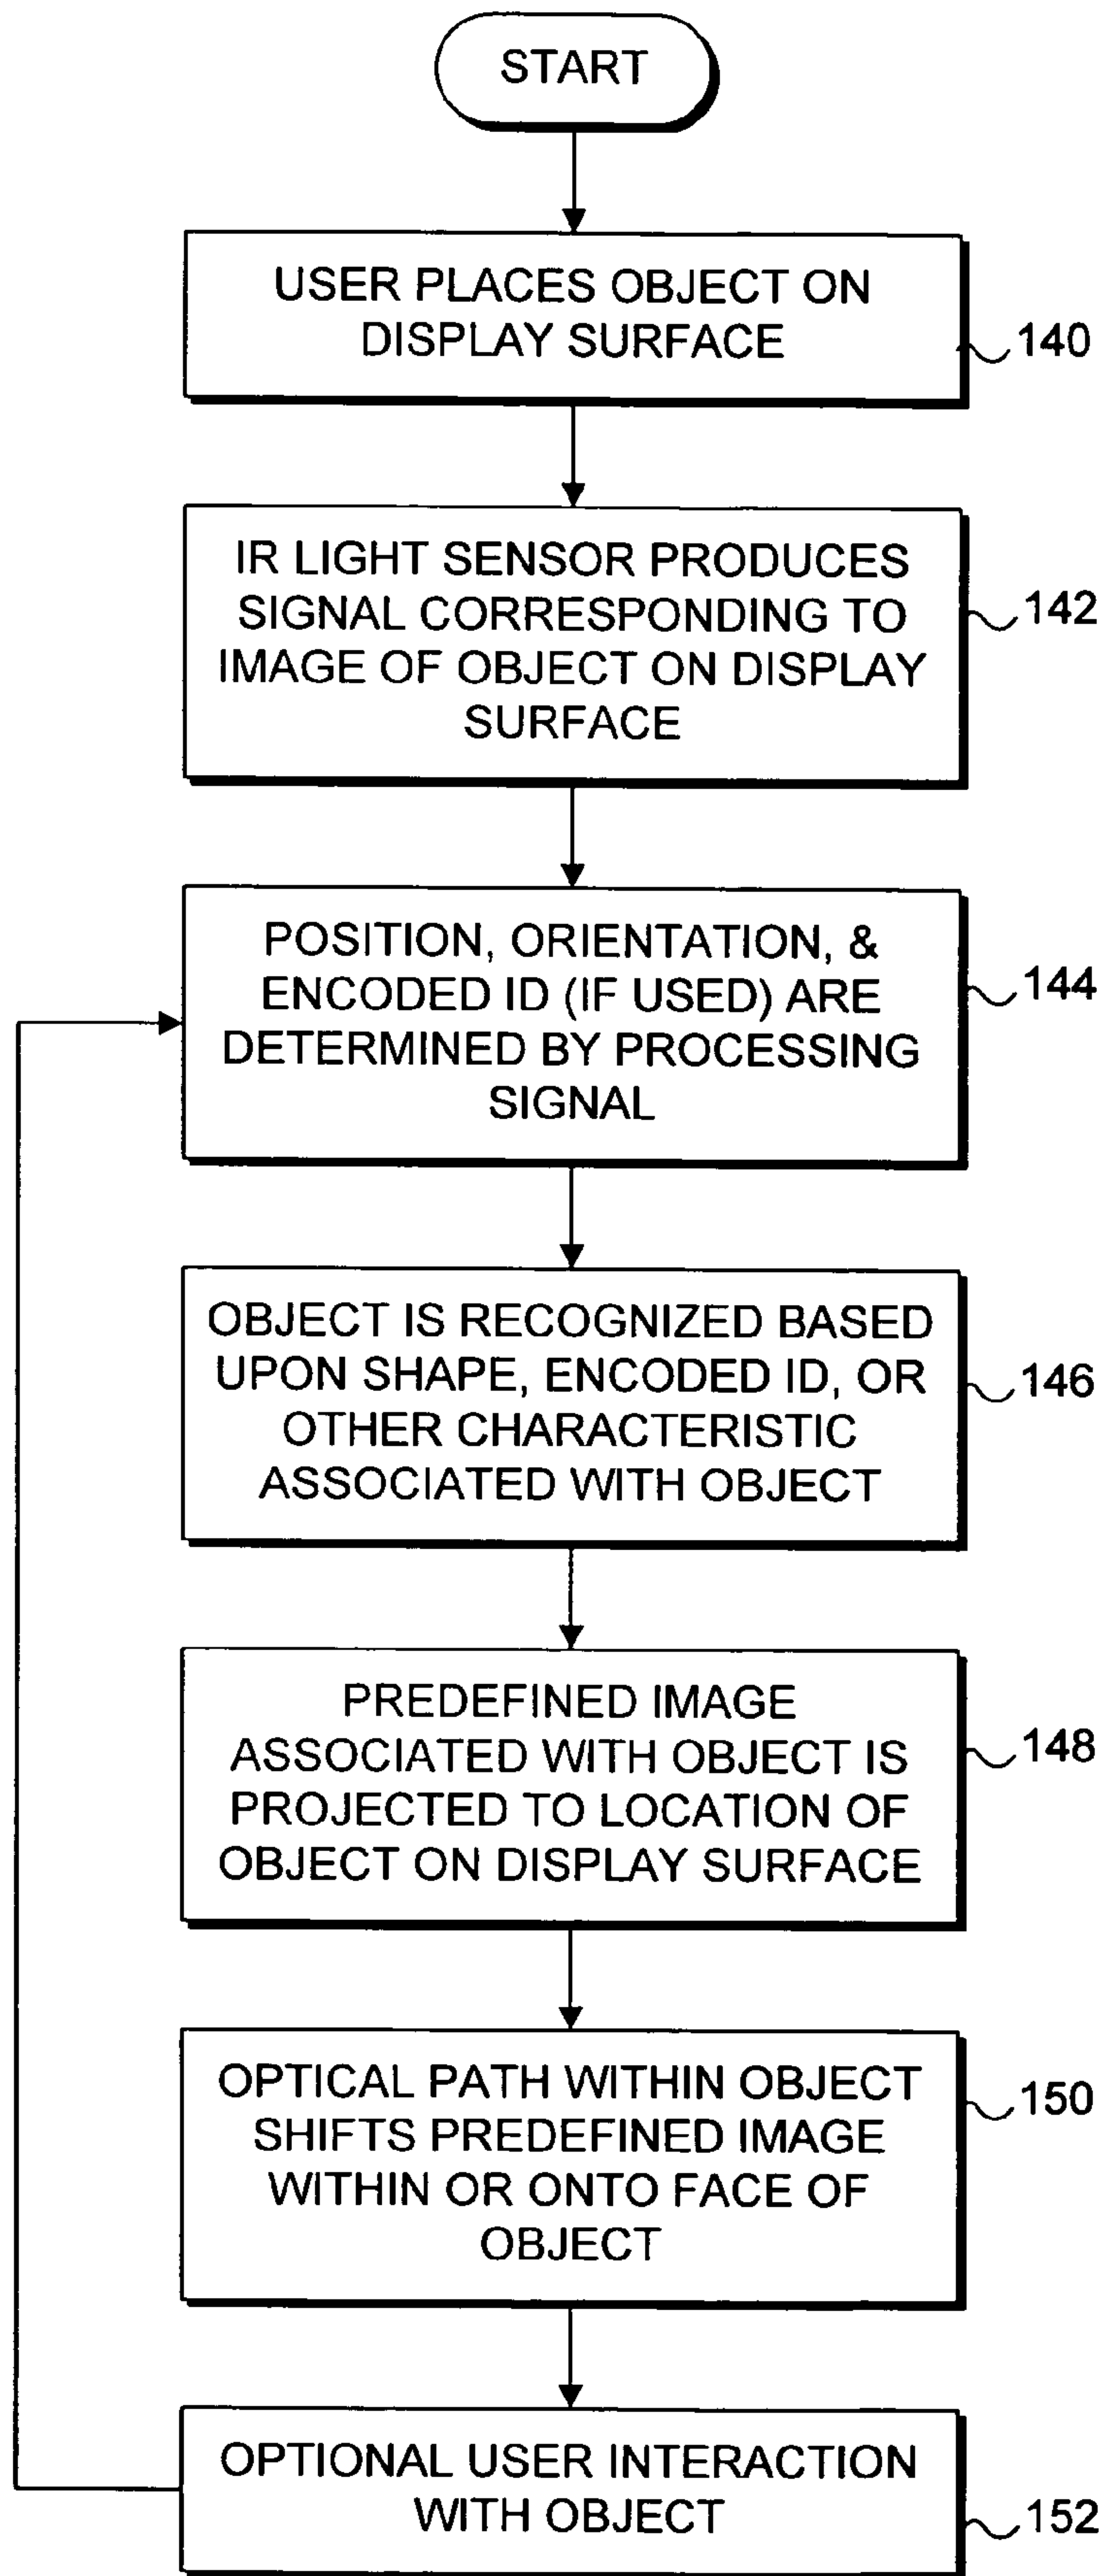 START
USER PLACES OBJECT ON
DISPLAY SURFACE
140
IR LIGHT SENSOR PRODUCES
SIGNAL CORRESPONDING TO
IMAGE OF OBJECT ON DISPLAY
SURFACE
142
POSITION, ORIENTATION, &
ENCODED ID (IF USED) ARE
DETERMINED BY PROCESSING
SIGNAL
144
OBJECT IS RECOGNIZED BASED
UPON SHAPE, ENCODED ID, OR
OTHER CHARACTERISTIC
ASSOCIATED WITH OBJECT
146
PREDEFINED IMAGE
ASSOCIATED WITH OBJECT IS
PROJECTED TO LOCATION OF
OBJECT ON DISPLAY SURFACE
148
OPTICAL PATH WITHIN OBJECT
SHIFTS PREDEFINED IMAGE
WITHIN OR ONTO FACE OF
OBJECT
150
OPTIONAL USER INTERACTION
WITH OBJECT
152